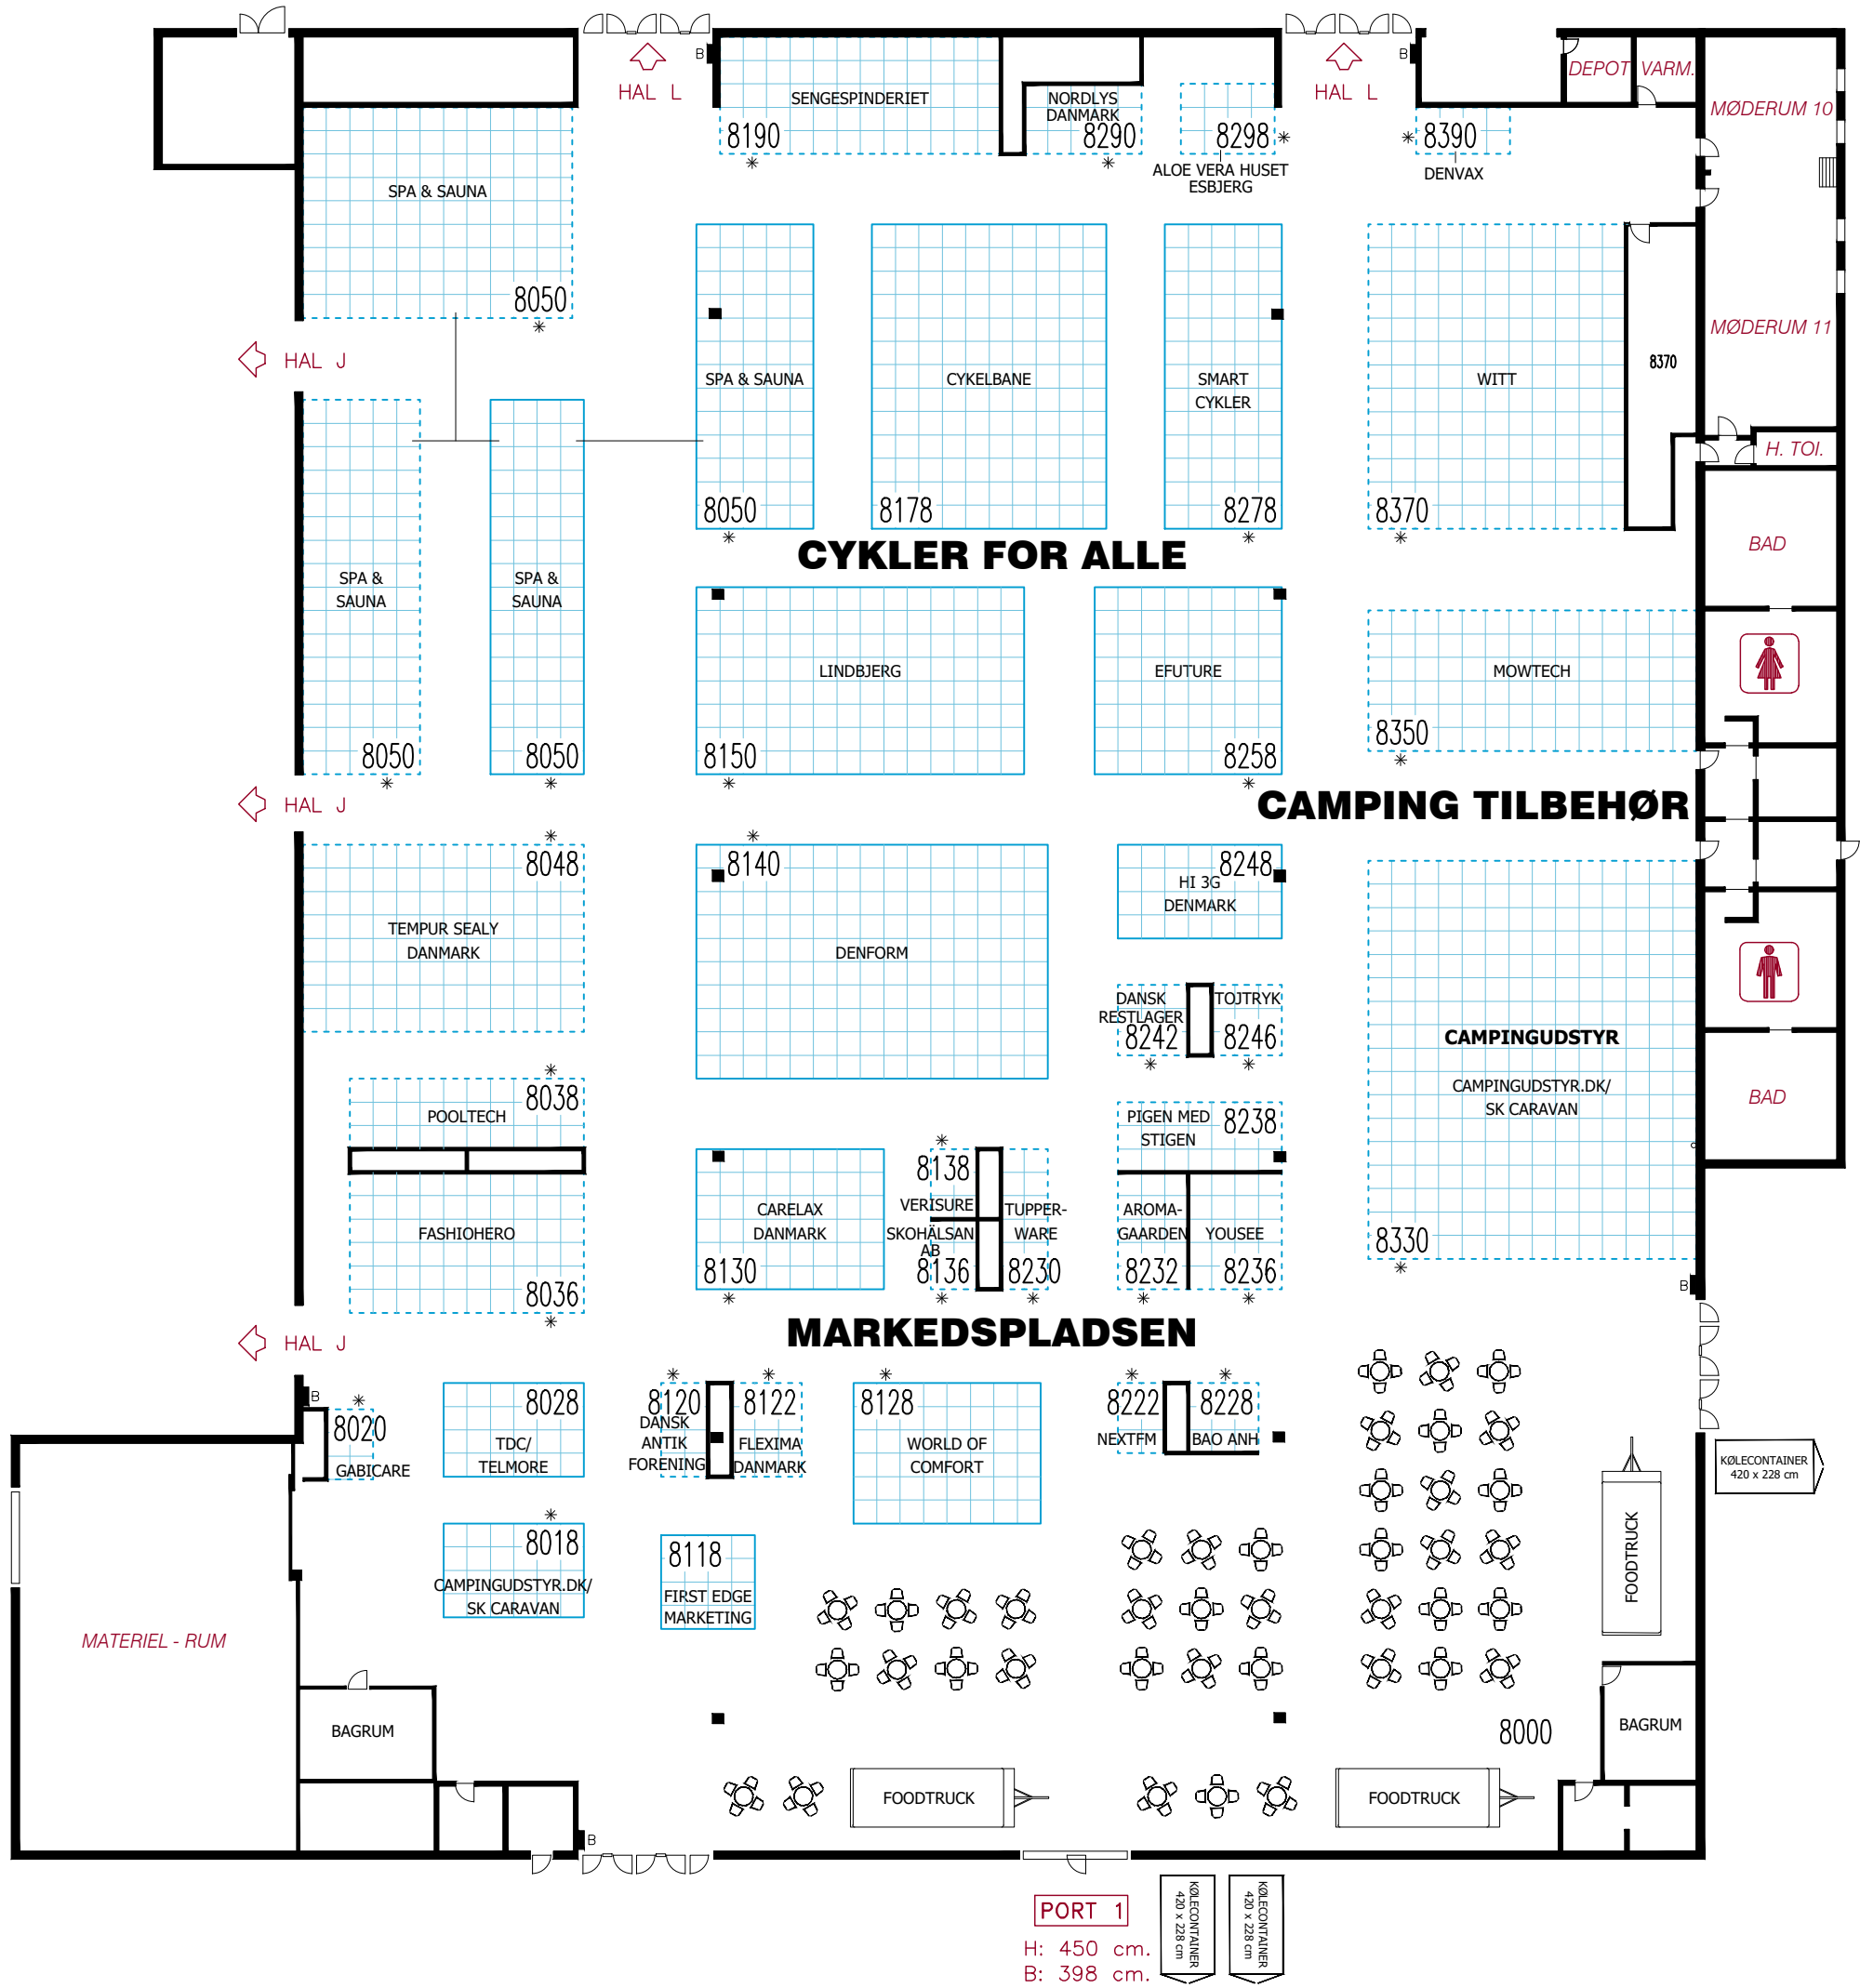 B
HAL L
SENGESPINDERIET
8190
NORDLYS
DANMARK
8290
8298
ALOE VERA HUSET
ESBJERG
HAL L
B
8390
DENVAX
DEPOT
VARM.
MØDERUM 10
MØDERUM 11
SPA & SAUNA
8050
HAL J
SPA & SAUNA
8050
CYKELBANE
8178
SMART
CYKLER
8278
WITT
8370
8370
H. TOI.
BAD
CYKLER FOR ALLE
SPA &
SAUNA
8050
SPA &
SAUNA
8050
LINDBJERG
8150
EFUTURE
8258
MOWTECH
8350
HAL J
CAMPING TILBEHØR
8048
TEMPUR SEALY
DANMARK
8140
DENFORM
8248
HI 3G
DENMARK
DANSK
RESTLAGER
8242
TOJTRYK
8246
CAMPINGUDSTYR
CAMPINGUDSTYR.DK/
SK CARAVAN
8330
BAD
8038
POOLTECH
PIGEN MED
STIGEN
8238
FASHIOHERO
8036
CARELAX
DANMARK
8130
8138
VERISURE
SKOHÄLSAN
AB
8136
TUPPER-
WARE
8230
AROMA-
GAARDEN
8232
YOUSEE
8236
B
MARKEDSPLADSEN
HAL J
B
8020
GABICARE
8028
TDC/
TELMORE
8120
DANSK
ANTIK
FORENING
8122
FLEXIMA
DANMARK
8128
WORLD OF
COMFORT
8222
NEXTFM
8228
BAO ANH
KØLECONTAINER
420 x 228 cm
8018
CAMPINGUDSTYR.DK/
SK CARAVAN
8118
FIRST EDGE
MARKETING
FOODTRUCK
MATERIEL - RUM
BAGRUM
8000
BAGRUM
FOODTRUCK
FOODTRUCK
B
PORT 1
H: 450 cm.
B: 398 cm.
KØLECONTAINER
420 x 228 cm
KØLECONTAINER
420 x 228 cm